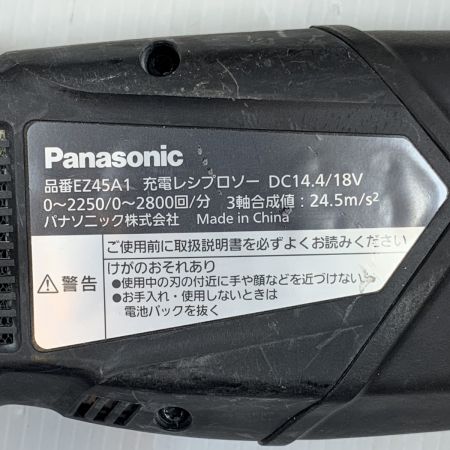 Panasonic
品番EZ45A1 充電レシプロソー DC14.4/18V
0～2250/0～2800回/分 3軸合成値：24.5m/s²
パナソニック株式会社 Made in China
ご使用前に取扱説明書を必ずよくお読みください
警告
けがのおそれあり
●使用中の刃の付近に手や顔などを近づけない
●お手入れ・使用しないときは
電池パックを抜く